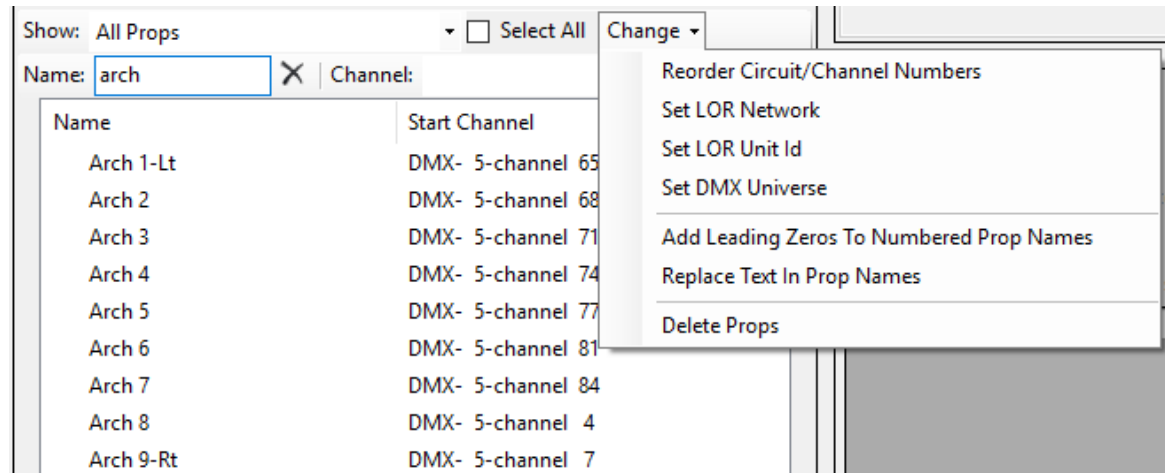 Show: All Props Select All Change
Name: arch Channel:
Name Start Channel
Arch 1-Lt DMX- 5-channel 65
Arch 2 DMX- 5-channel 68
Arch 3 DMX- 5-channel 71
Arch 4 DMX- 5-channel 74
Arch 5 DMX- 5-channel 77
Arch 6 DMX- 5-channel 81
Arch 7 DMX- 5-channel 84
Arch 8 DMX- 5-channel 4
Arch 9-Rt DMX- 5-channel 7
Reorder Circuit/Channel Numbers
Set LOR Network
Set LOR Unit Id
Set DMX Universe
Add Leading Zeros To Numbered Prop Names
Replace Text In Prop Names
Delete Props